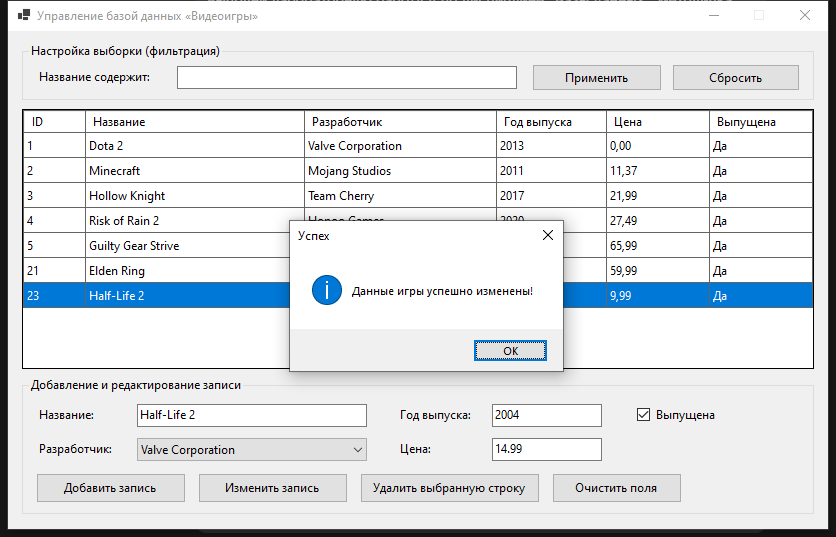 Управление базой данных «Видеоигры»
Настройка выборки (фильтрация)
Название содержит: Применить Сбросить
ID Название Разработчик Год выпуска Цена Выпущена
1 Dota 2 Valve Corporation 2013 0,00 Да
2 Minecraft Mojang Studios 2011 11,37 Да
3 Hollow Knight Team Cherry 2017 21,99 Да
4 Risk of Rain 2 27,49 Да
5 Guilty Gear Strive 65,99 Да
21 Elden Ring 59,99 Да
23 Half-Life 2 9,99 Да
Успех
Данные игры успешно изменены!
OK
Добавление и редактирование записи
Название: Half-Life 2 Год выпуска: 2004 Выпущена
Разработчик: Valve Corporation Цена: 14.99
Добавить запись Изменить запись Удалить выбранную строку Очистить поля